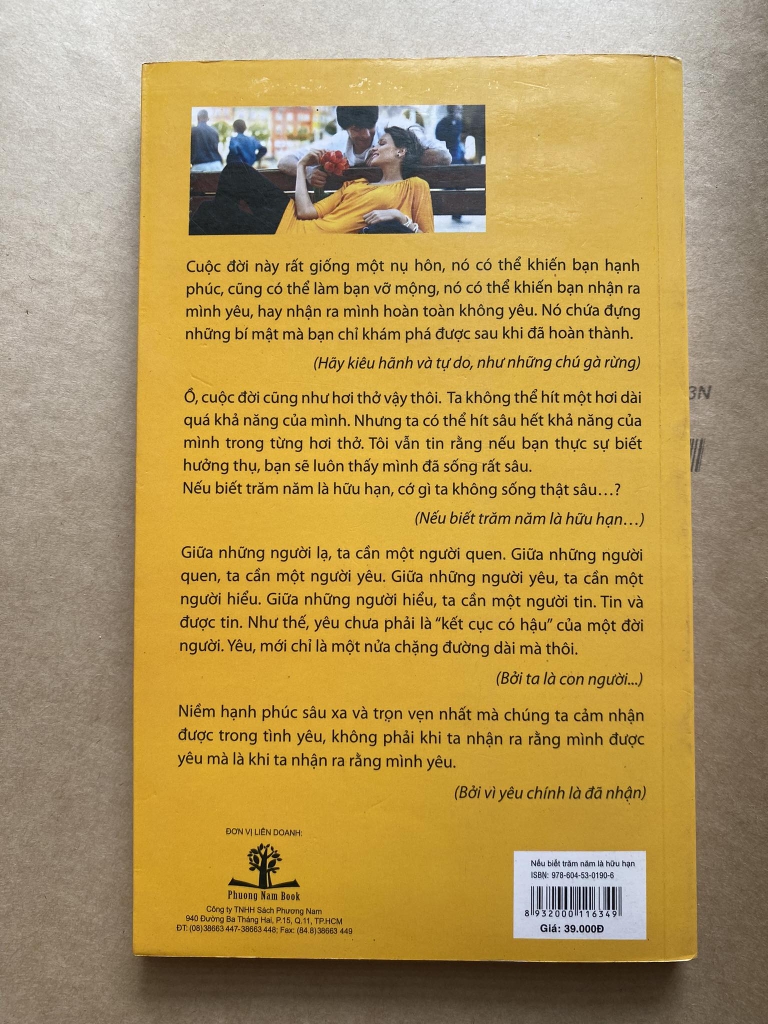 Cuộc đời này rất giống một nụ hôn, nó có thể khiến bạn hạnh
phúc, cũng có thể làm bạn vỡ mộng, nó có thể khiến bạn nhận ra
mình yêu, hay nhận ra mình hoàn toàn không yêu. Nó chứa đựng
những bí mật mà bạn chỉ khám phá được sau khi đã hoàn thành.
(Hãy kiêu hãnh và tự do, như những chú gà rừng)
Ồ, cuộc đời cũng như hơi thở vậy thôi. Ta không thể hít một hơi dài
quá khả năng của mình. Nhưng ta có thể hít sâu hết khả năng của
mình trong từng hơi thở. Tôi vẫn tin rằng nếu bạn thực sự biết
hưởng thụ, bạn sẽ luôn thấy mình đã sống rất sâu.
Nếu biết trăm năm là hữu hạn, cớ gì ta không sống thật sâu...?
(Nếu biết trăm năm là hữu hạn...)
Giữa những người lạ, ta cần một người quen. Giữa những người
quen, ta cần một người yêu. Giữa những người yêu, ta cần một
người hiểu. Giữa những người hiểu, ta cần một người tin. Tin và
được tin. Như thế, yêu chưa phải là “kết cục có hậu” của một đời
người. Yêu, mới chỉ là một nửa chặng đường dài mà thôi.
(Bởi ta là con người...)
Niềm hạnh phúc sâu xa và trọn vẹn nhất mà chúng ta cảm nhận
được trong tình yêu, không phải khi ta nhận ra rằng mình được
yêu mà là khi ta nhận ra rằng mình yêu.
(Bởi vì yêu chính là đã nhận)
ĐƠN VỊ LIÊN DOANH:
Phuong Nam Book
Công ty TNHH Sách Phương Nam
940 Đường Ba Tháng Hai, P.15, Q.11, TP.HCM
ĐT: (08)38663 447-38663 448; Fax: (84.8)38663 449
Nếu biết trăm năm là hữu hạn
ISBN: 978-604-53-0190-6
8 932000 116349
Giá: 39.000Đ
3N